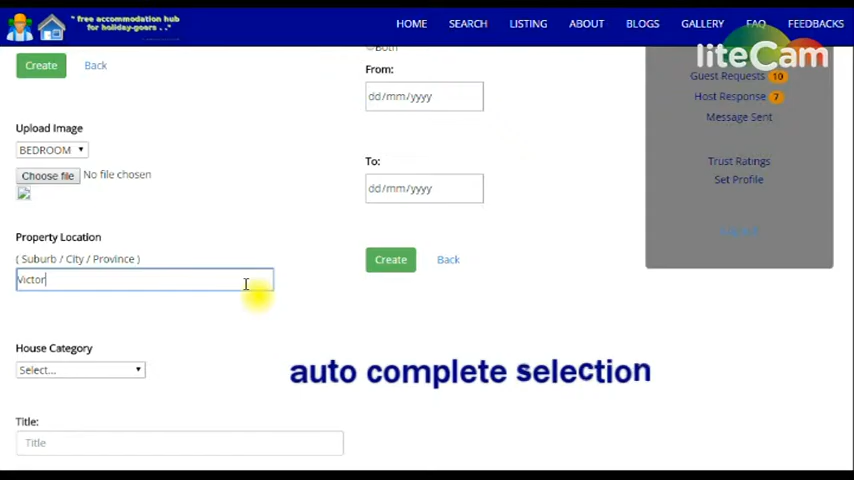 " free accommodation hub
for holiday-goers . ."
HOME SEARCH LISTING ABOUT BLOGS GALLERY FAQ FEEDBACKS
liteCam
Create Back
Upload Image
BEDROOM
Choose file No file chosen
Property Location
( Suburb / City / Province )
Victor
House Category
Select...
Title:
Title
Both
From:
dd/mm/yyyy
To:
dd/mm/yyyy
Create Back
auto complete selection
Guest Requests 10
Host Response 7
Message Sent
Trust Ratings
Set Profile